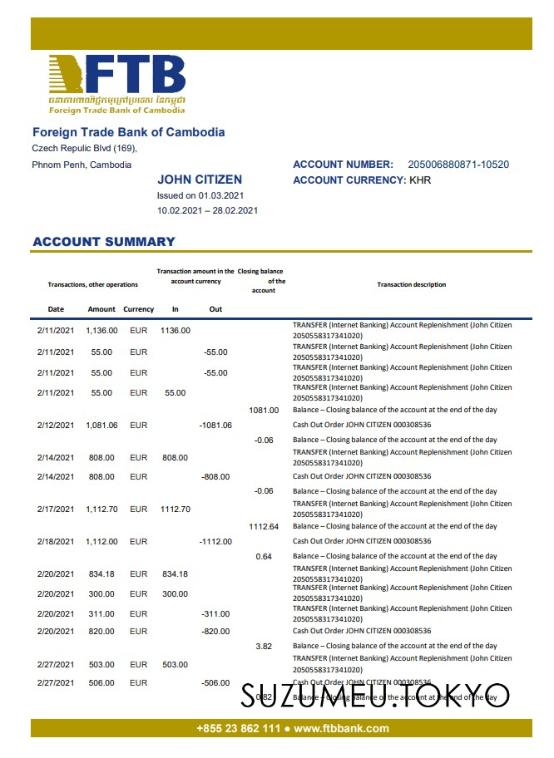 FTB
Foreign Trade Bank of Cambodia
Foreign Trade Bank of Cambodia
Czech Repulic Blvd (169),
Phnom Penh, Cambodia
ACCOUNT NUMBER: 205006880871-10520
JOHN CITIZEN
ACCOUNT CURRENCY: KHR
Issued on 01.03.2021
10.02.2021 – 28.02.2021
ACCOUNT SUMMARY
Transactions, other operations Transaction amount in the account currency Closing balance of the account Transaction description
Date Amount Currency In Out
2/11/2021 1,136.00 EUR 1136.00 TRANSFER (Internet Banking) Account Replenishment (John Citizen
2050558317341020)
2/11/2021 55.00 EUR -55.00 TRANSFER (Internet Banking) Account Replenishment (John Citizen
2050558317341020)
2/11/2021 55.00 EUR -55.00 TRANSFER (Internet Banking) Account Replenishment (John Citizen
2050558317341020)
2/11/2021 55.00 EUR 55.00 TRANSFER (Internet Banking) Account Replenishment (John Citizen
2050558317341020)
1081.00 Balance – Closing balance of the account at the end of the day
2/12/2021 1,081.06 EUR -1081.06 Cash Out Order JOHN CITIZEN 000308536
-0.06 Balance – Closing balance of the account at the end of the day
2/14/2021 808.00 EUR 808.00 TRANSFER (Internet Banking) Account Replenishment (John Citizen
2050558317341020)
2/14/2021 808.00 EUR -808.00 Cash Out Order JOHN CITIZEN 000308536
-0.06 Balance – Closing balance of the account at the end of the day
2/17/2021 1,112.70 EUR 1112.70 TRANSFER (Internet Banking) Account Replenishment (John Citizen
2050558317341020)
1112.64 Balance – Closing balance of the account at the end of the day
2/18/2021 1,112.00 EUR -1112.00 Cash Out Order JOHN CITIZEN 000308536
0.64 Balance – Closing balance of the account at the end of the day
2/20/2021 834.18 EUR 834.18 TRANSFER (Internet Banking) Account Replenishment (John Citizen
2050558317341020)
2/20/2021 300.00 EUR 300.00 TRANSFER (Internet Banking) Account Replenishment (John Citizen
2050558317341020)
2/20/2021 311.00 EUR -311.00 TRANSFER (Internet Banking) Account Replenishment (John Citizen
2050558317341020)
2/20/2021 820.00 EUR -820.00 Cash Out Order JOHN CITIZEN 000308536
3.82 Balance – Closing balance of the account at the end of the day
2/27/2021 503.00 EUR 503.00 TRANSFER (Internet Banking) Account Replenishment (John Citizen
2050558317341020)
2/27/2021 506.00 EUR -506.00 Cash Out Order JOHN CITIZEN 000308536
0.82 Balance – Closing balance of the account at the end of the day
SUZUMEU.TOKYO
+855 23 862 111 ● www.ftbbank.com